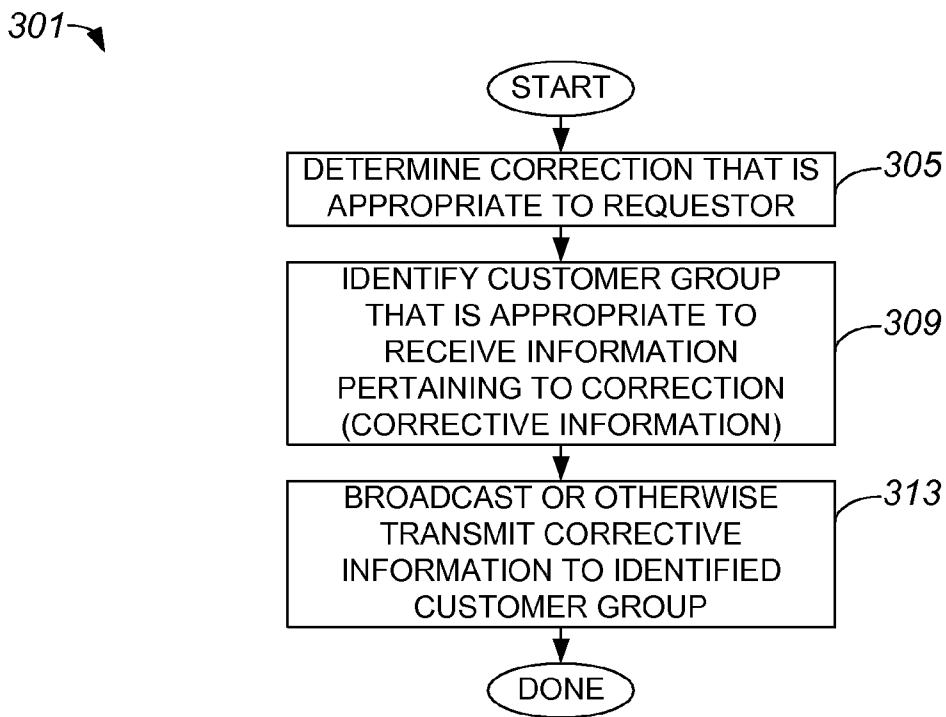 301
START
DETERMINE CORRECTION THAT IS
APPROPRIATE TO REQUESTOR
305
IDENTIFY CUSTOMER GROUP
THAT IS APPROPRIATE TO
RECEIVE INFORMATION
PERTAINING TO CORRECTION
(CORRECTIVE INFORMATION)
309
BROADCAST OR OTHERWISE
TRANSMIT CORRECTIVE
INFORMATION TO IDENTIFIED
CUSTOMER GROUP
313
DONE